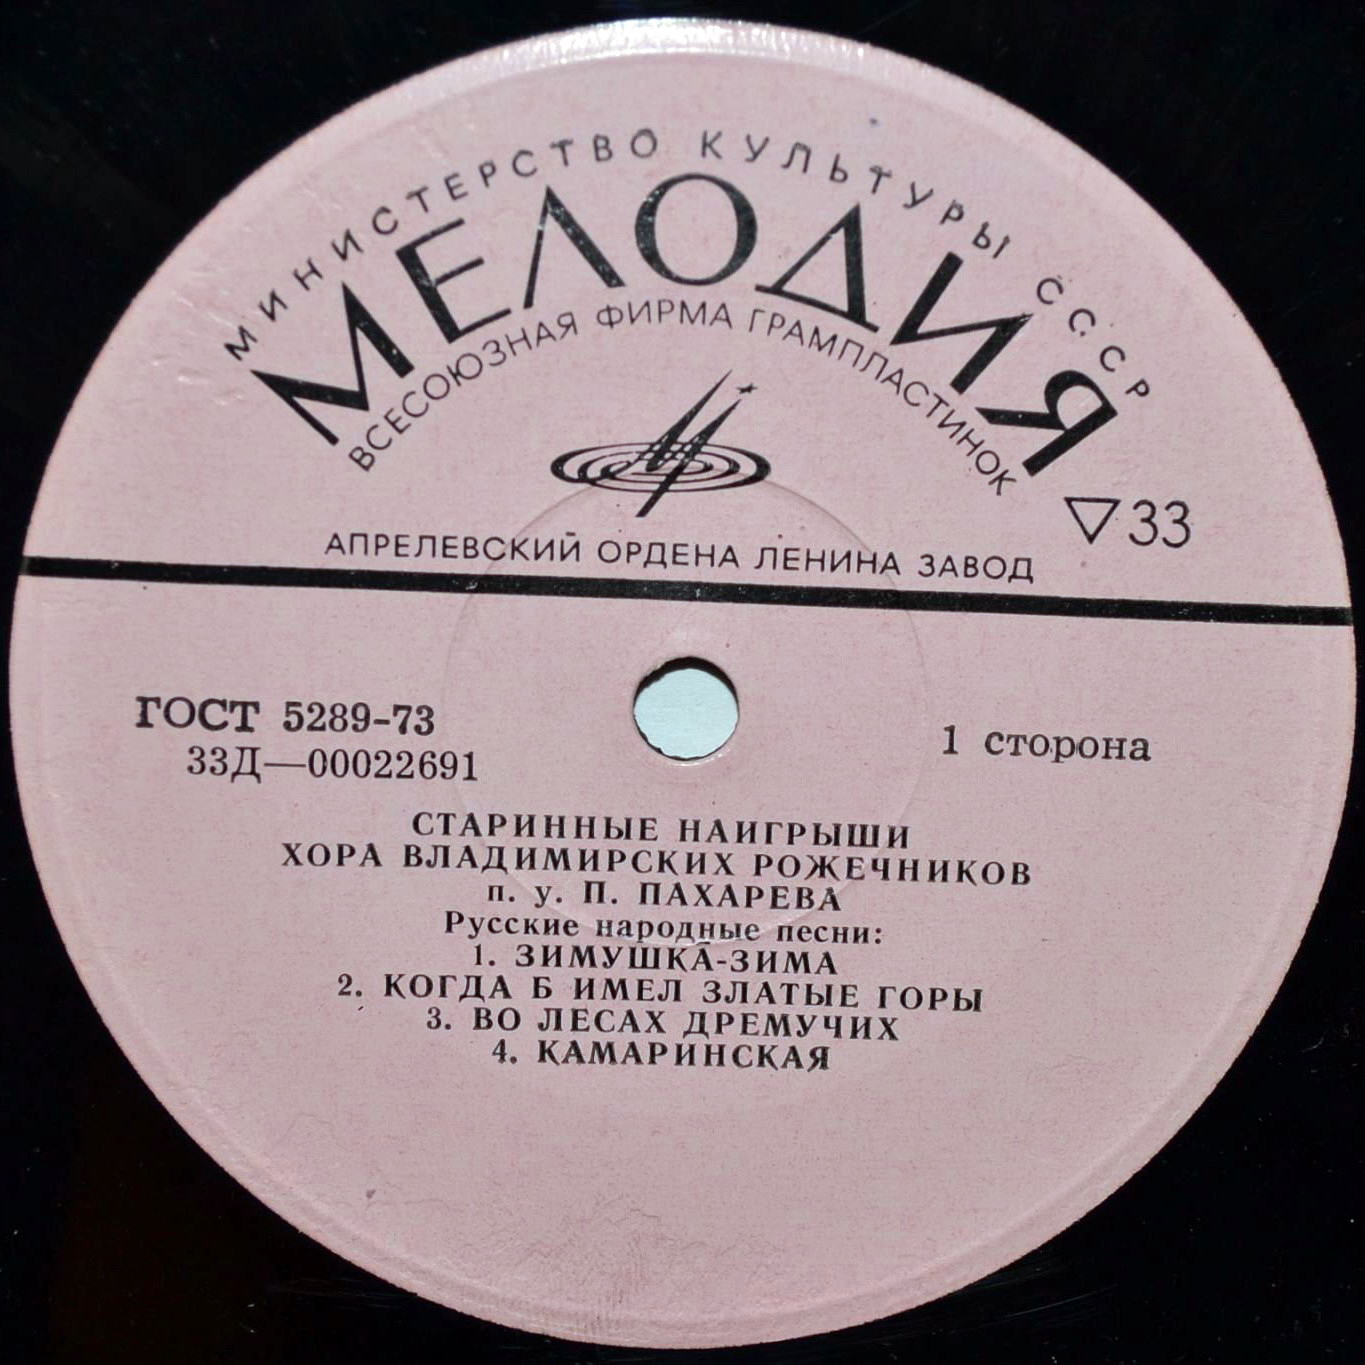 МИНИСТЕРСТВО КУЛЬТУРЫ СССР
МЕЛОДИЯ
ВСЕСОЮЗНАЯ ФИРМА ГРАМПЛАСТИНОК
▽33
АПРЕЛЕВСКИЙ ОРДЕНА ЛЕНИНА ЗАВОД
ГОСТ 5289-73
33Д—00022691
1 сторона
СТАРИННЫЕ НАИГРЫШИ
ХОРА ВЛАДИМИРСКИХ РОЖЕЧНИКОВ
п. у. П. ПАХАРЕВА
Русские народные песни:
1. ЗИМУШКА-ЗИМА
2. КОГДА Б ИМЕЛ ЗЛАТЫЕ ГОРЫ
3. ВО ЛЕСАХ ДРЕМУЧИХ
4. КАМАРИНСКАЯ